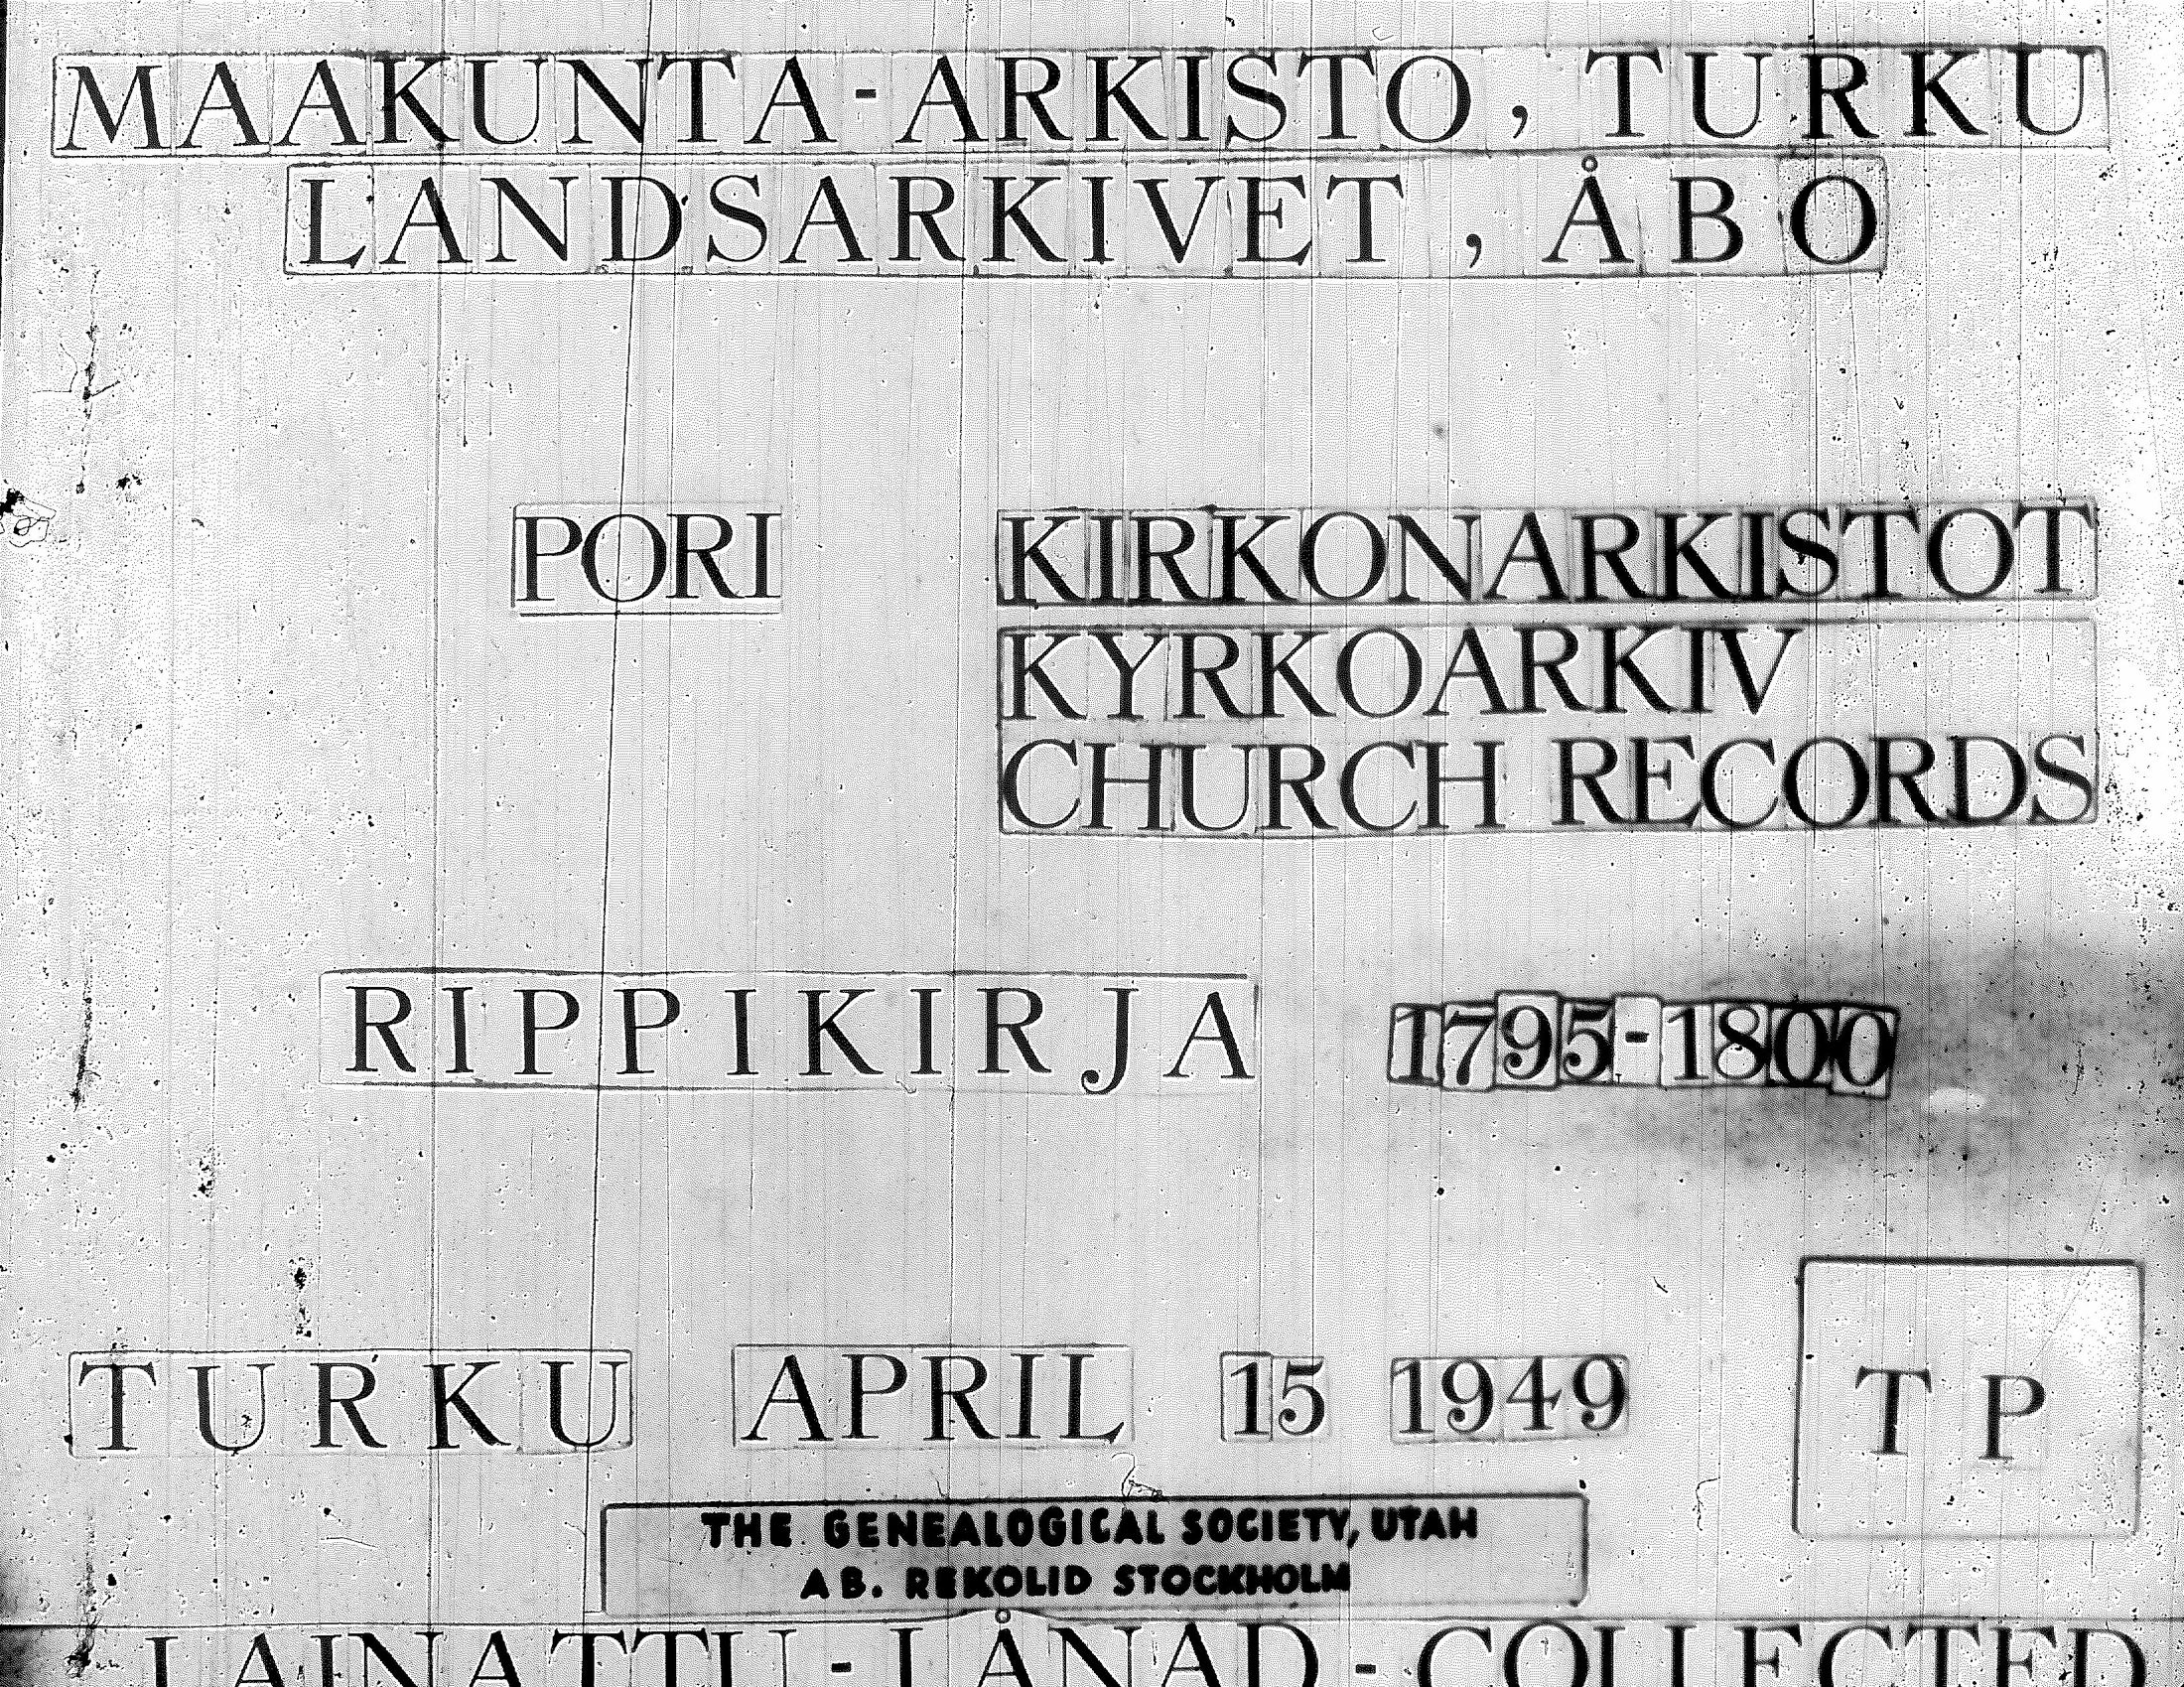 MAAKUNTA-ARKISTO, TURKU
LANDSARKIVET, ÅBO
PORI KIRKONARKISTOT
KYRKOARKIV
CHURCH RECORDS
RIPPIKIRJA 1795-1800
TURKU APRIL 15 1949
TP
THE GENEALOGICAL SOCIETY, UTAH
AB. REKOLID STOCKHOLM
LAINATTU - LÅNAD - COLLECTED